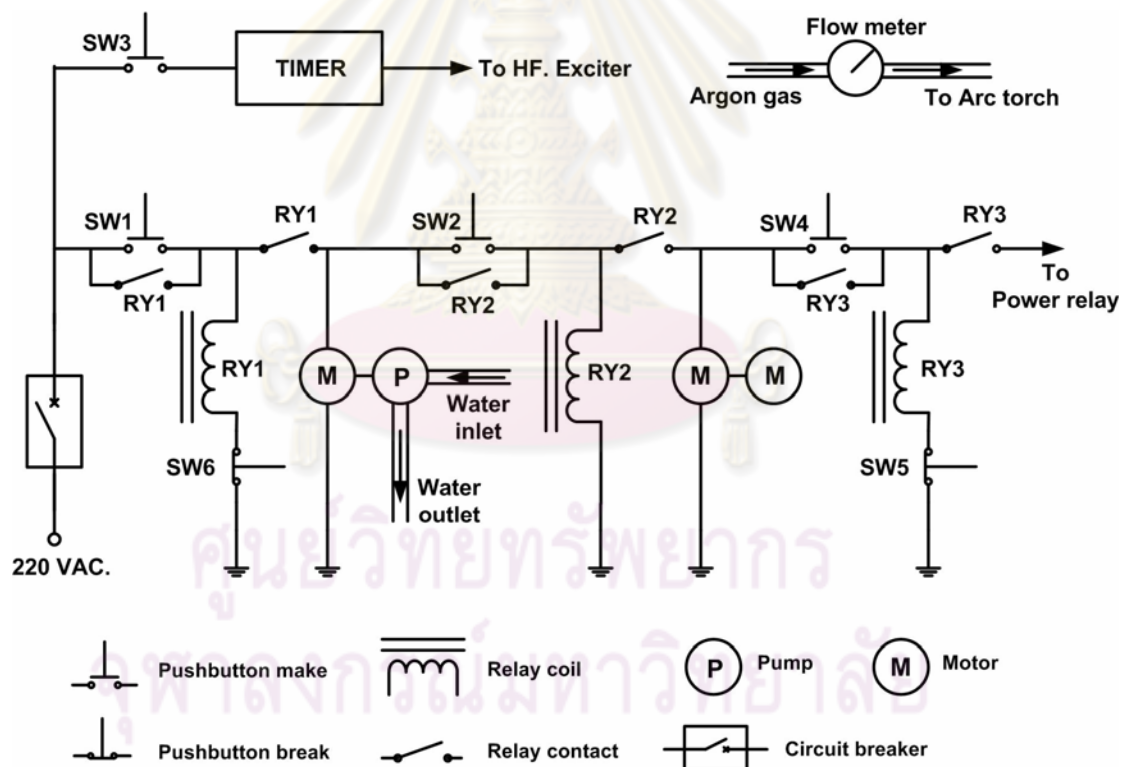 SW3
TIMER
To HF. Exciter
Flow meter
Argon gas
To Arc torch
SW1
RY1
SW2
RY2
SW4
RY3
RY1
RY2
RY3
To
Power relay
RY1
M
P
Water
inlet
RY2
M
M
RY3
SW6
Water
outlet
SW5
220 VAC.
ศูนย์วิทยทรัพยากร
จุฬาลงกรณ์มหาวิทยาลัย
Pushbutton make
Relay coil
P
Pump
M
Motor
Pushbutton break
Relay contact
Circuit breaker